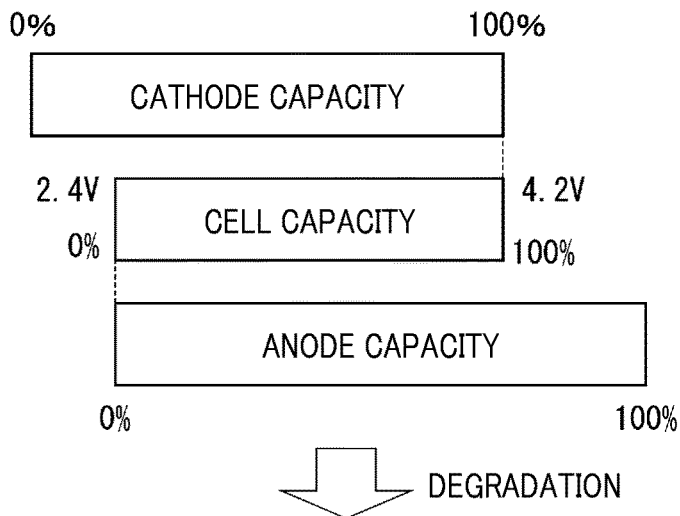 0% 100%
CATHODE CAPACITY
2.4V 4.2V
CELL CAPACITY
0% 100%
ANODE CAPACITY
0% 100%
DEGRADATION